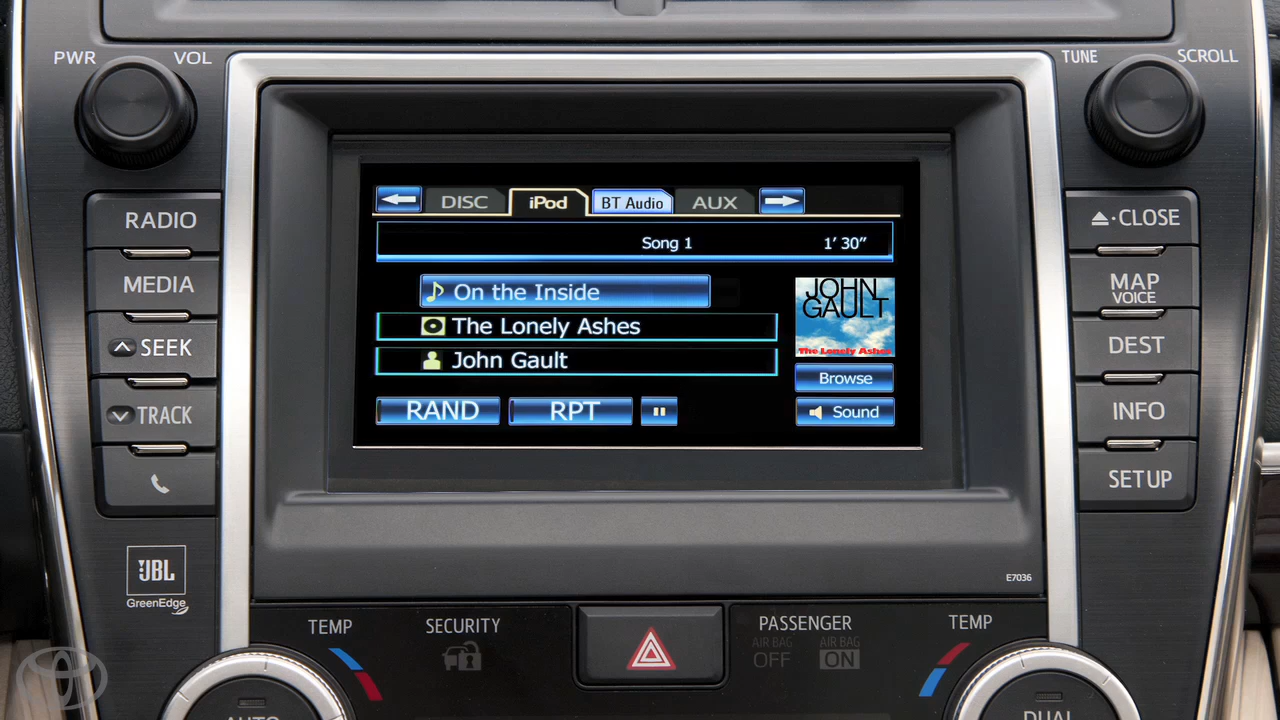 PWR VOL TUNE SCROLL
RADIO
MEDIA
SEEK
TRACK
DISC iPod BT Audio AUX
Song 1 1' 30"
On the Inside
The Lonely Ashes
John Gault
RAND RPT
JOHN
GAULT
The Lonely Ashes
Browse
Sound
CLOSE
MAP
VOICE
DEST
INFO
SETUP
JBL
GreenEdge
E7036
TEMP SECURITY PASSENGER TEMP
AIR BAG AIR BAG
OFF ON
AUTO DUAL